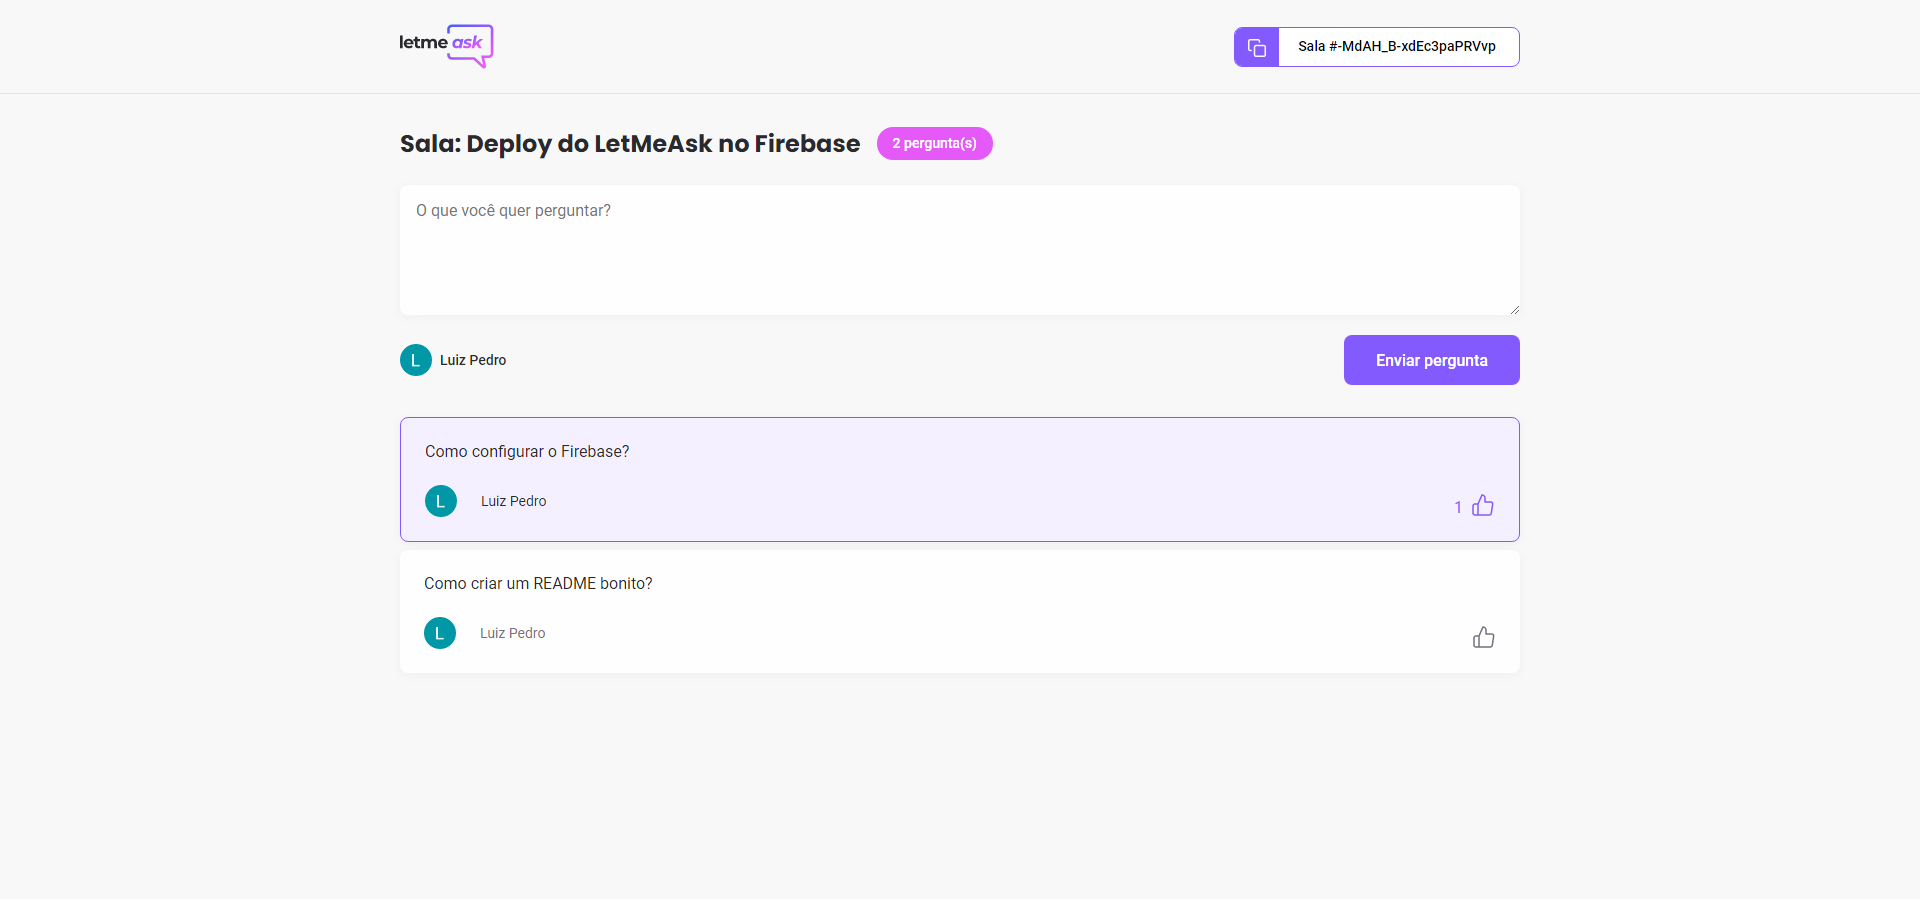 letme ask
Sala #-MdAH_B-xdEc3paPRVvp
Sala: Deploy do LetMeAsk no Firebase
2 pergunta(s)
O que você quer perguntar?
L
Luiz Pedro
Enviar pergunta
Como configurar o Firebase?
L
Luiz Pedro
1
Como criar um README bonito?
L
Luiz Pedro